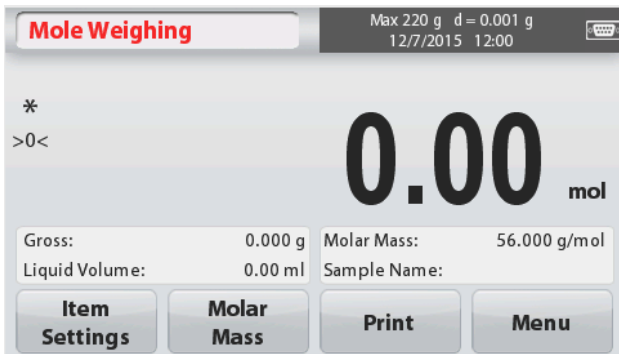 Mole Weighing
Max 220 g d = 0.001 g
12/7/2015 12:00
*
>0<
0.00 mol
Gross: 0.000 g
Liquid Volume: 0.00 ml
Molar Mass: 56.000 g/mol
Sample Name:
Item
Settings
Molar
Mass
Print
Menu